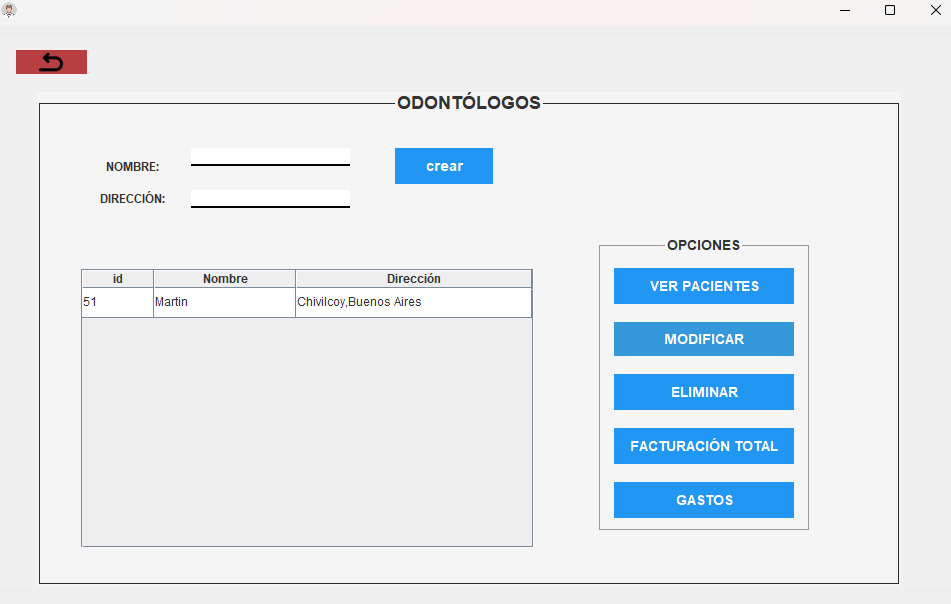 ODONTÓLOGOS
NOMBRE:
crear
DIRECCIÓN:
id Nombre Dirección
51 Martin Chivilcoy,Buenos Aires
OPCIONES
VER PACIENTES
MODIFICAR
ELIMINAR
FACTURACIÓN TOTAL
GASTOS